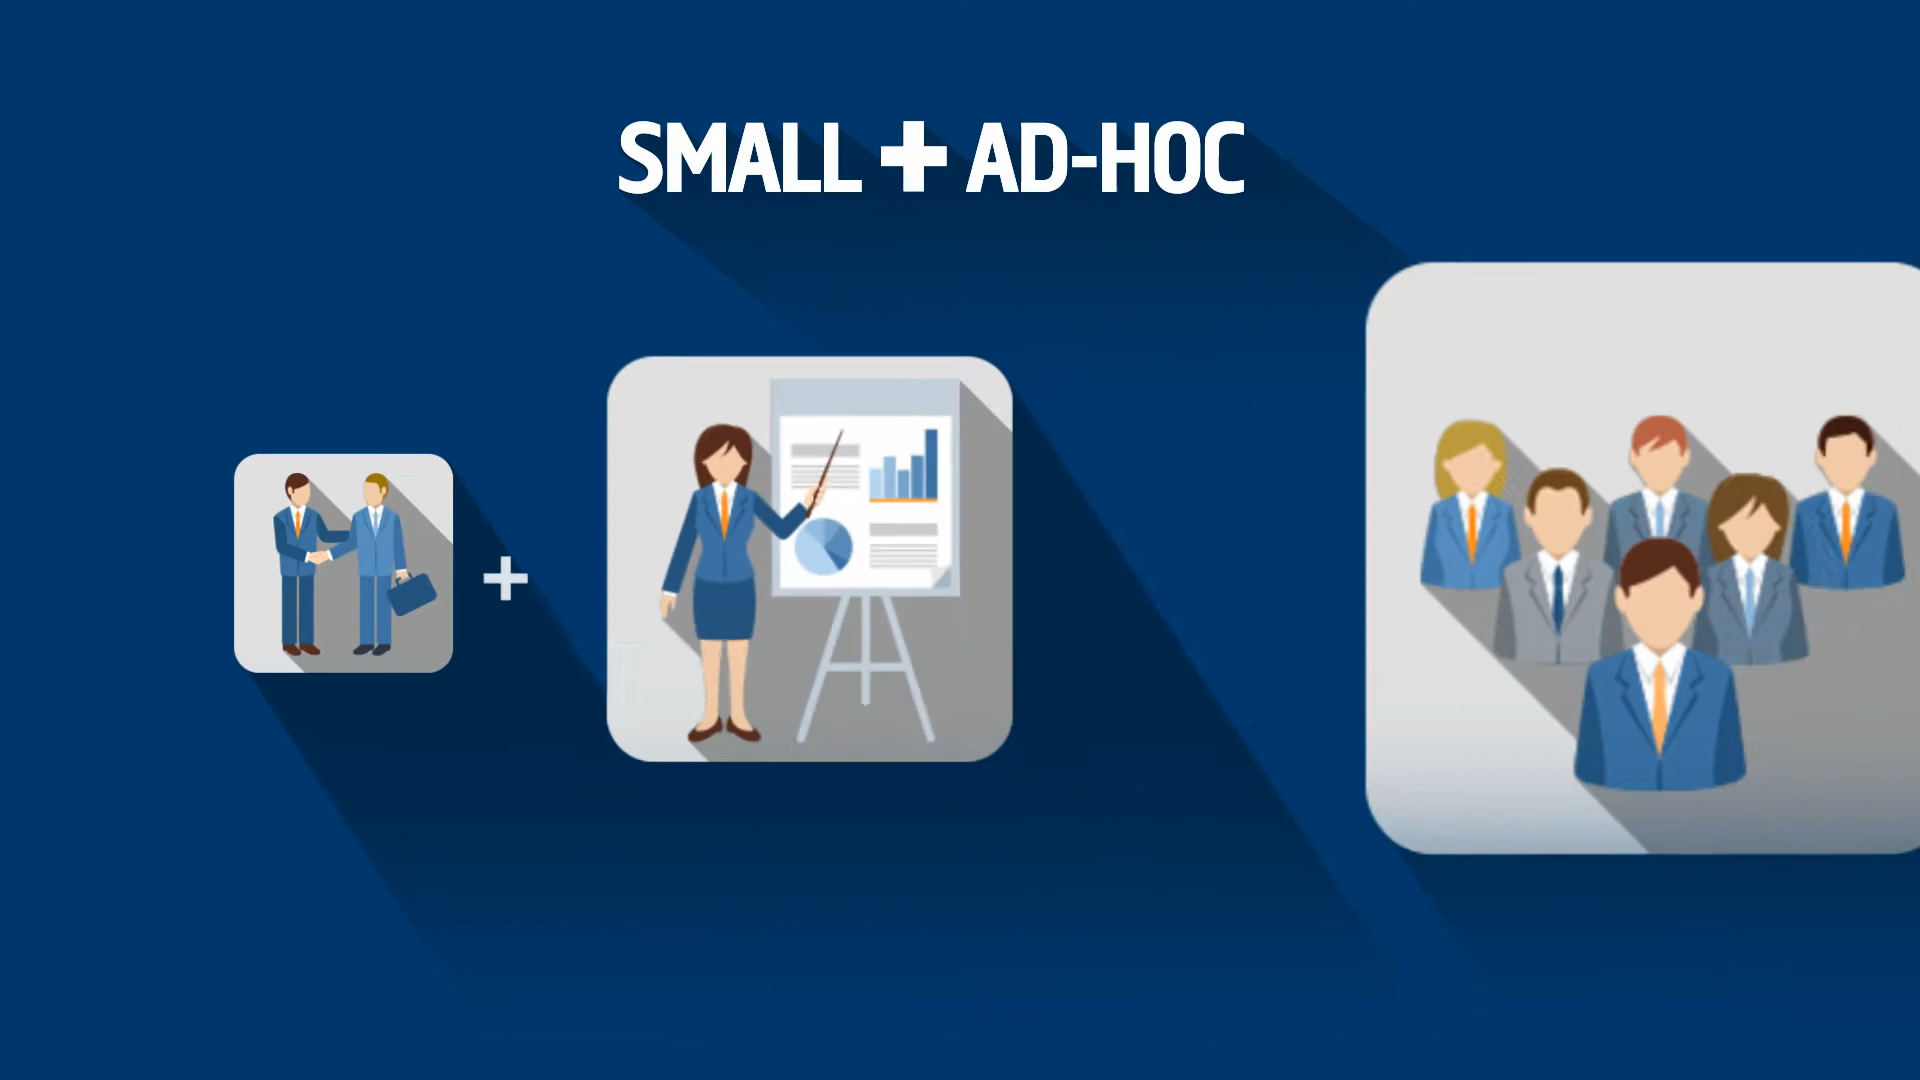 SMALL + AD-HOC
+